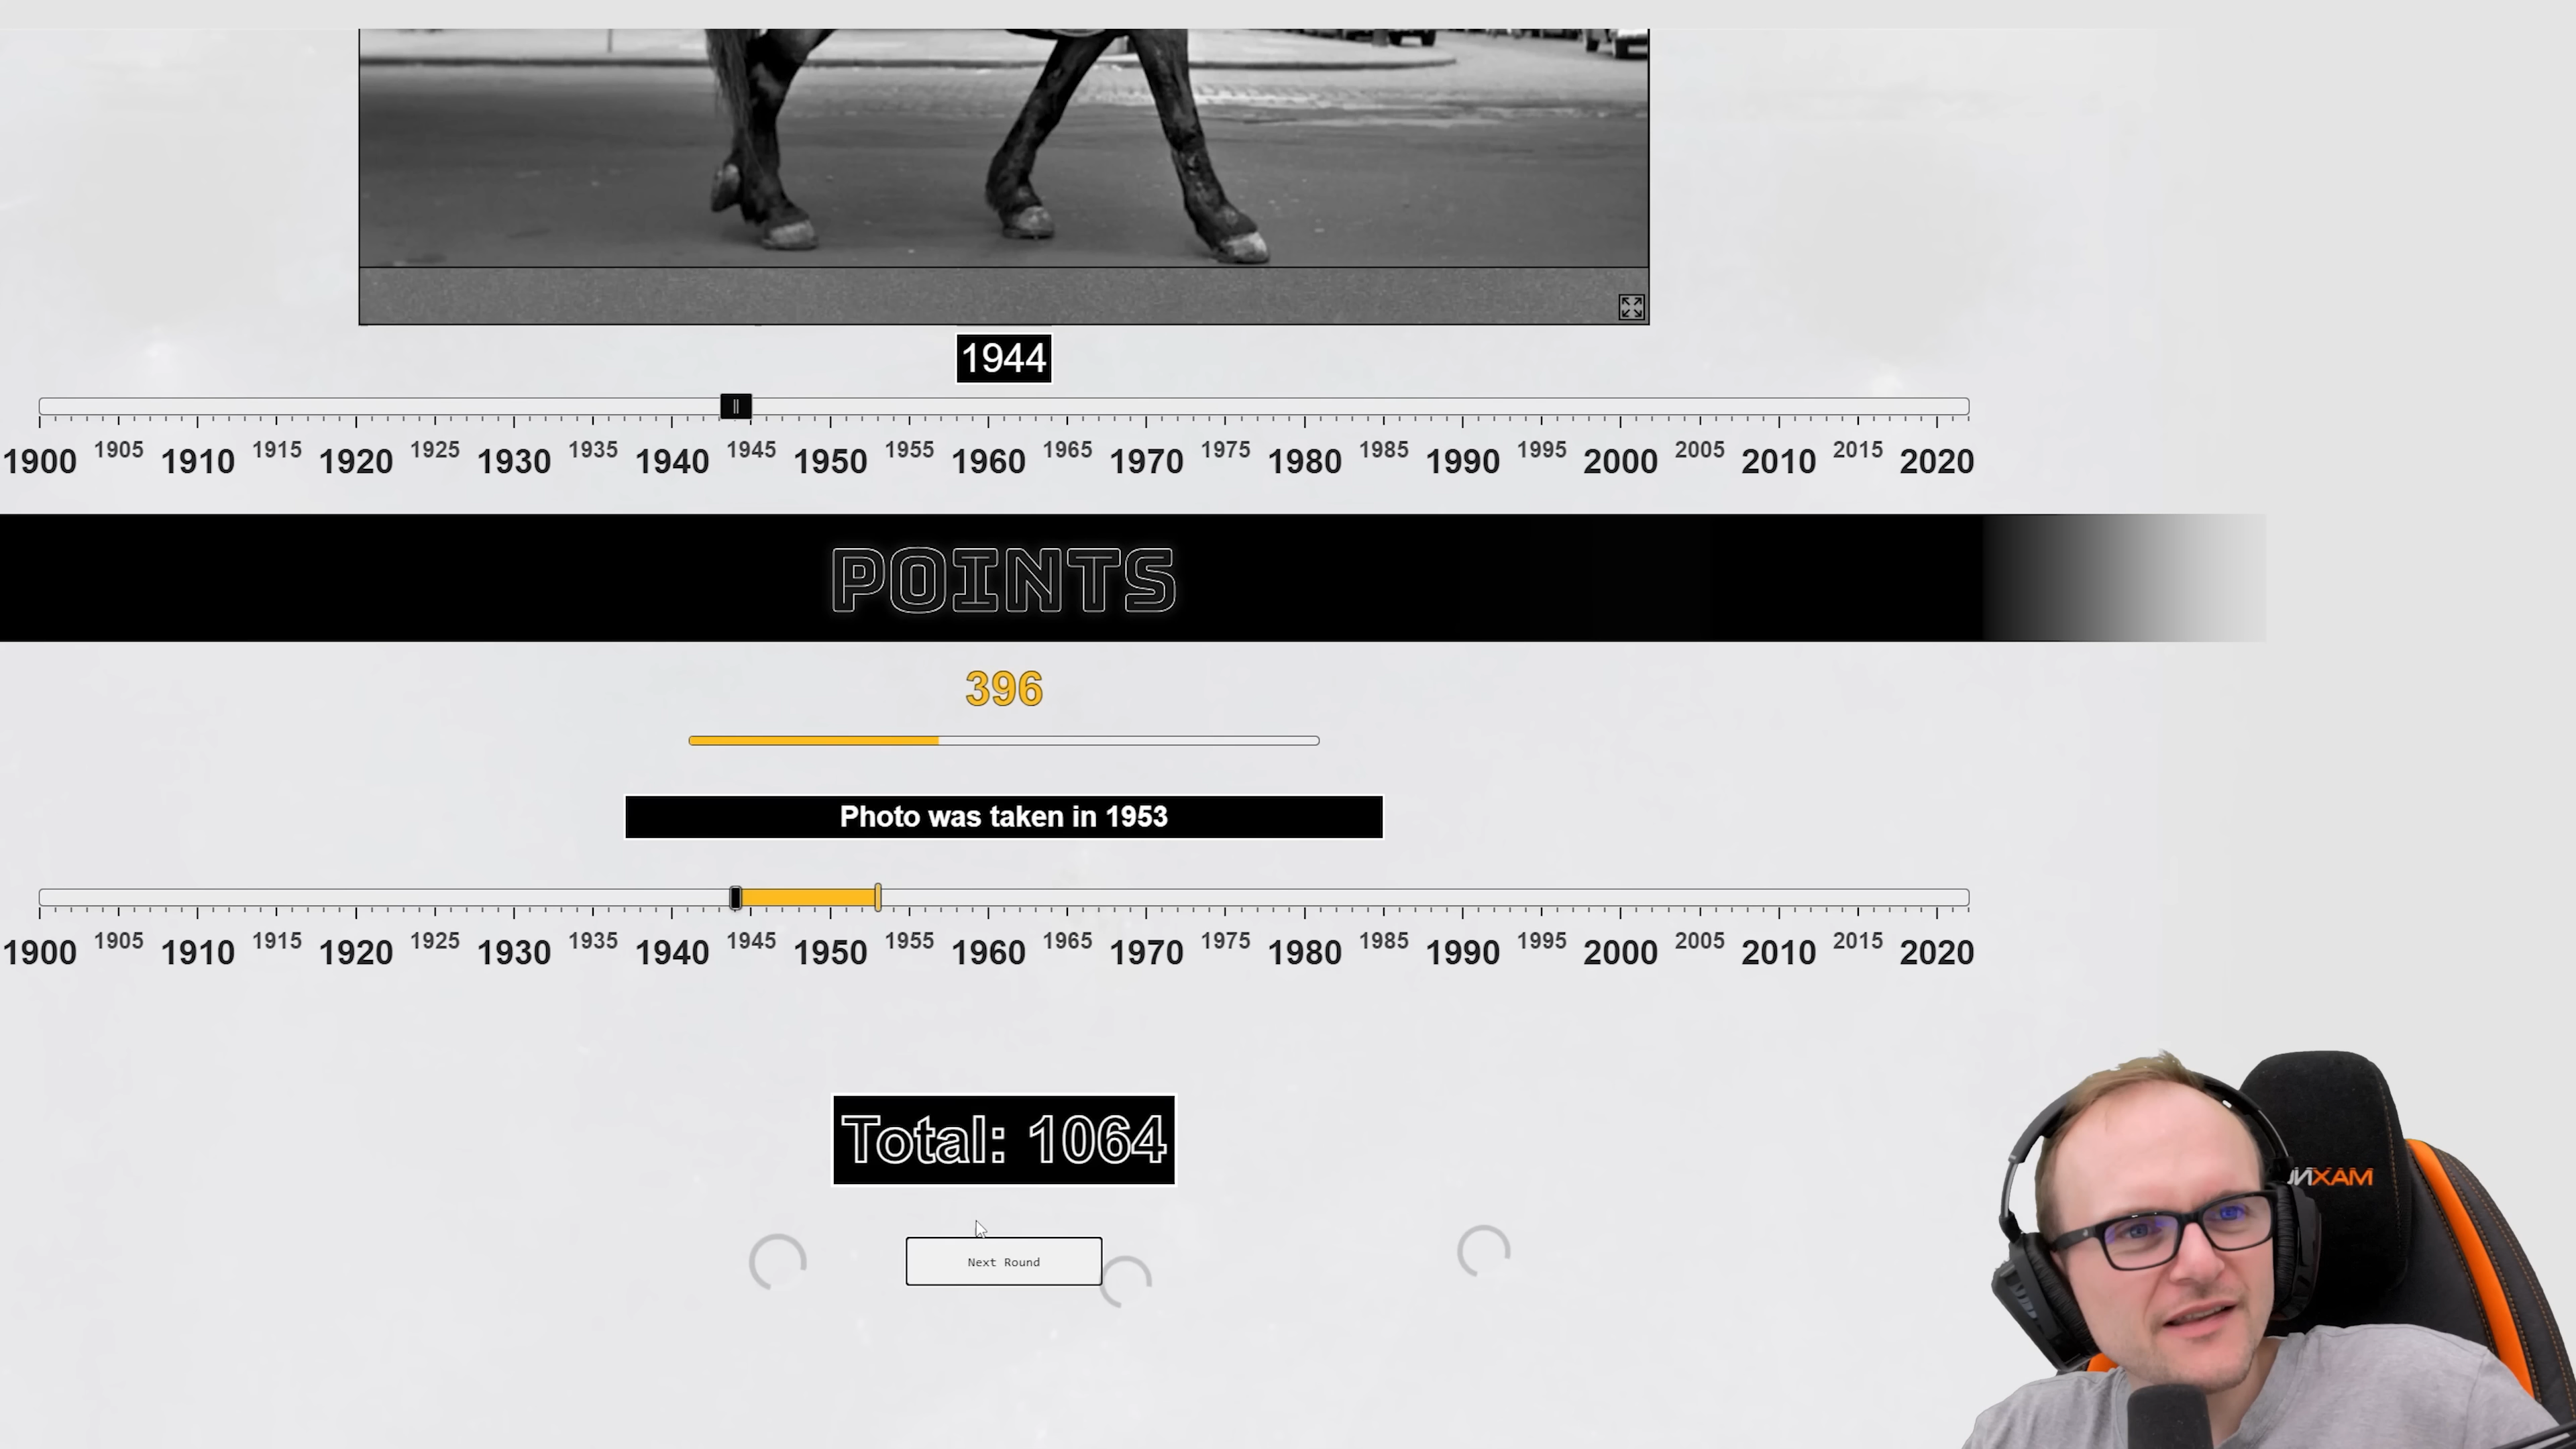 1944
1905 1915 1925 1935 1945 1955 1965 1975 1985 1995 2005 2015
1900 1910 1920 1930 1940 1950 1960 1970 1980 1990 2000 2010 2020
POINTS
396
Photo was taken in 1953
1905 1915 1925 1935 1945 1955 1965 1975 1985 1995 2005 2015
1900 1910 1920 1930 1940 1950 1960 1970 1980 1990 2000 2010 2020
Total: 1064
Next Round